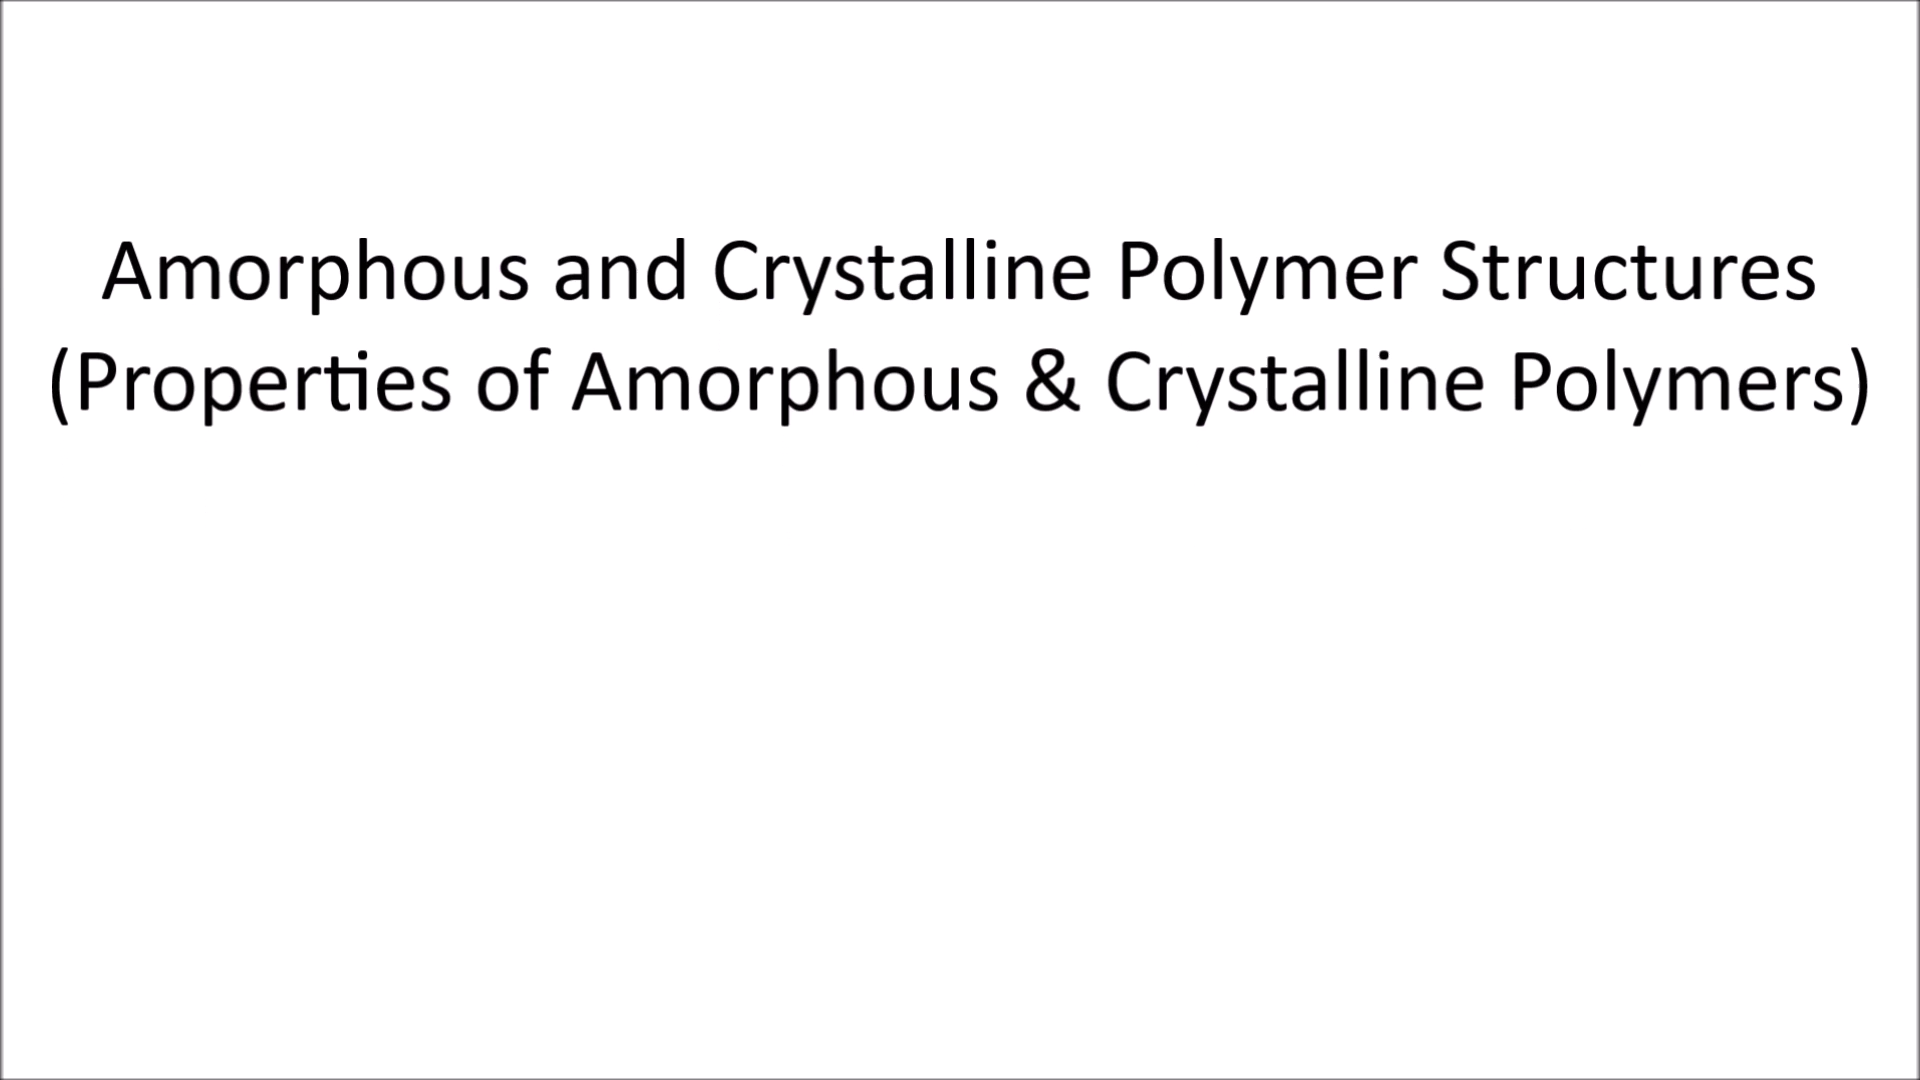 Amorphous and Crystalline Polymer Structures
(Properties of Amorphous & Crystalline Polymers)